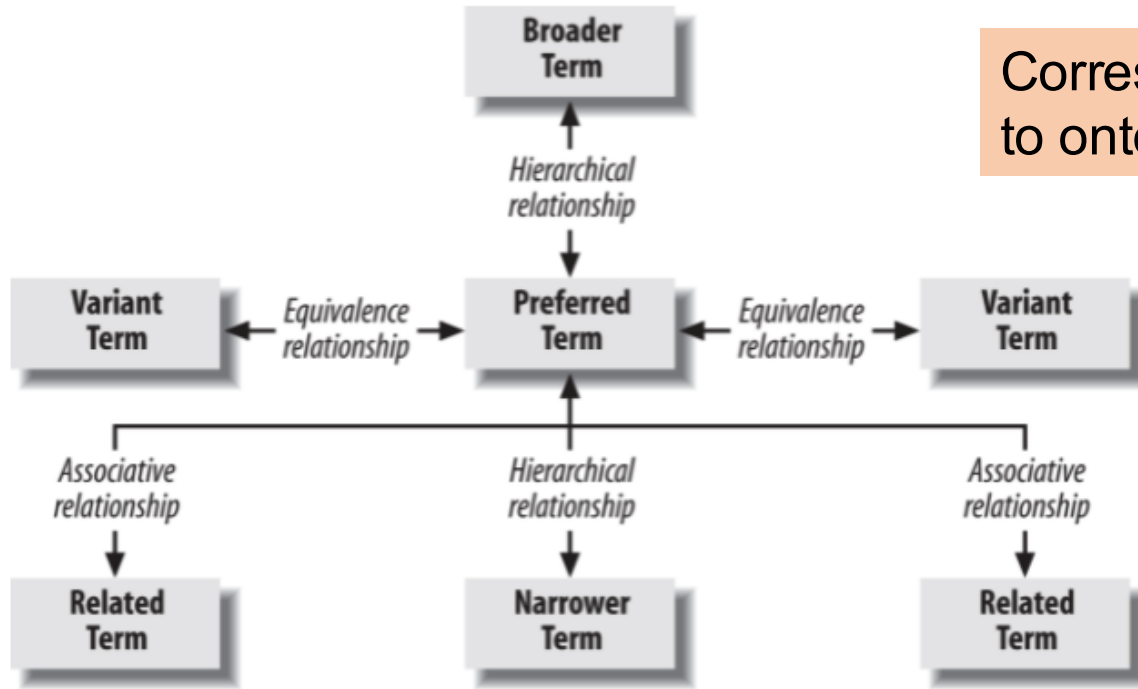 Broader
Term
Hierarchical
relationship
Variant
Term
Equivalence
relationship
Preferred
Term
Equivalence
relationship
Variant
Term
Associative
relationship
Hierarchical
relationship
Associative
relationship
Related
Term
Narrower
Term
Related
Term
to